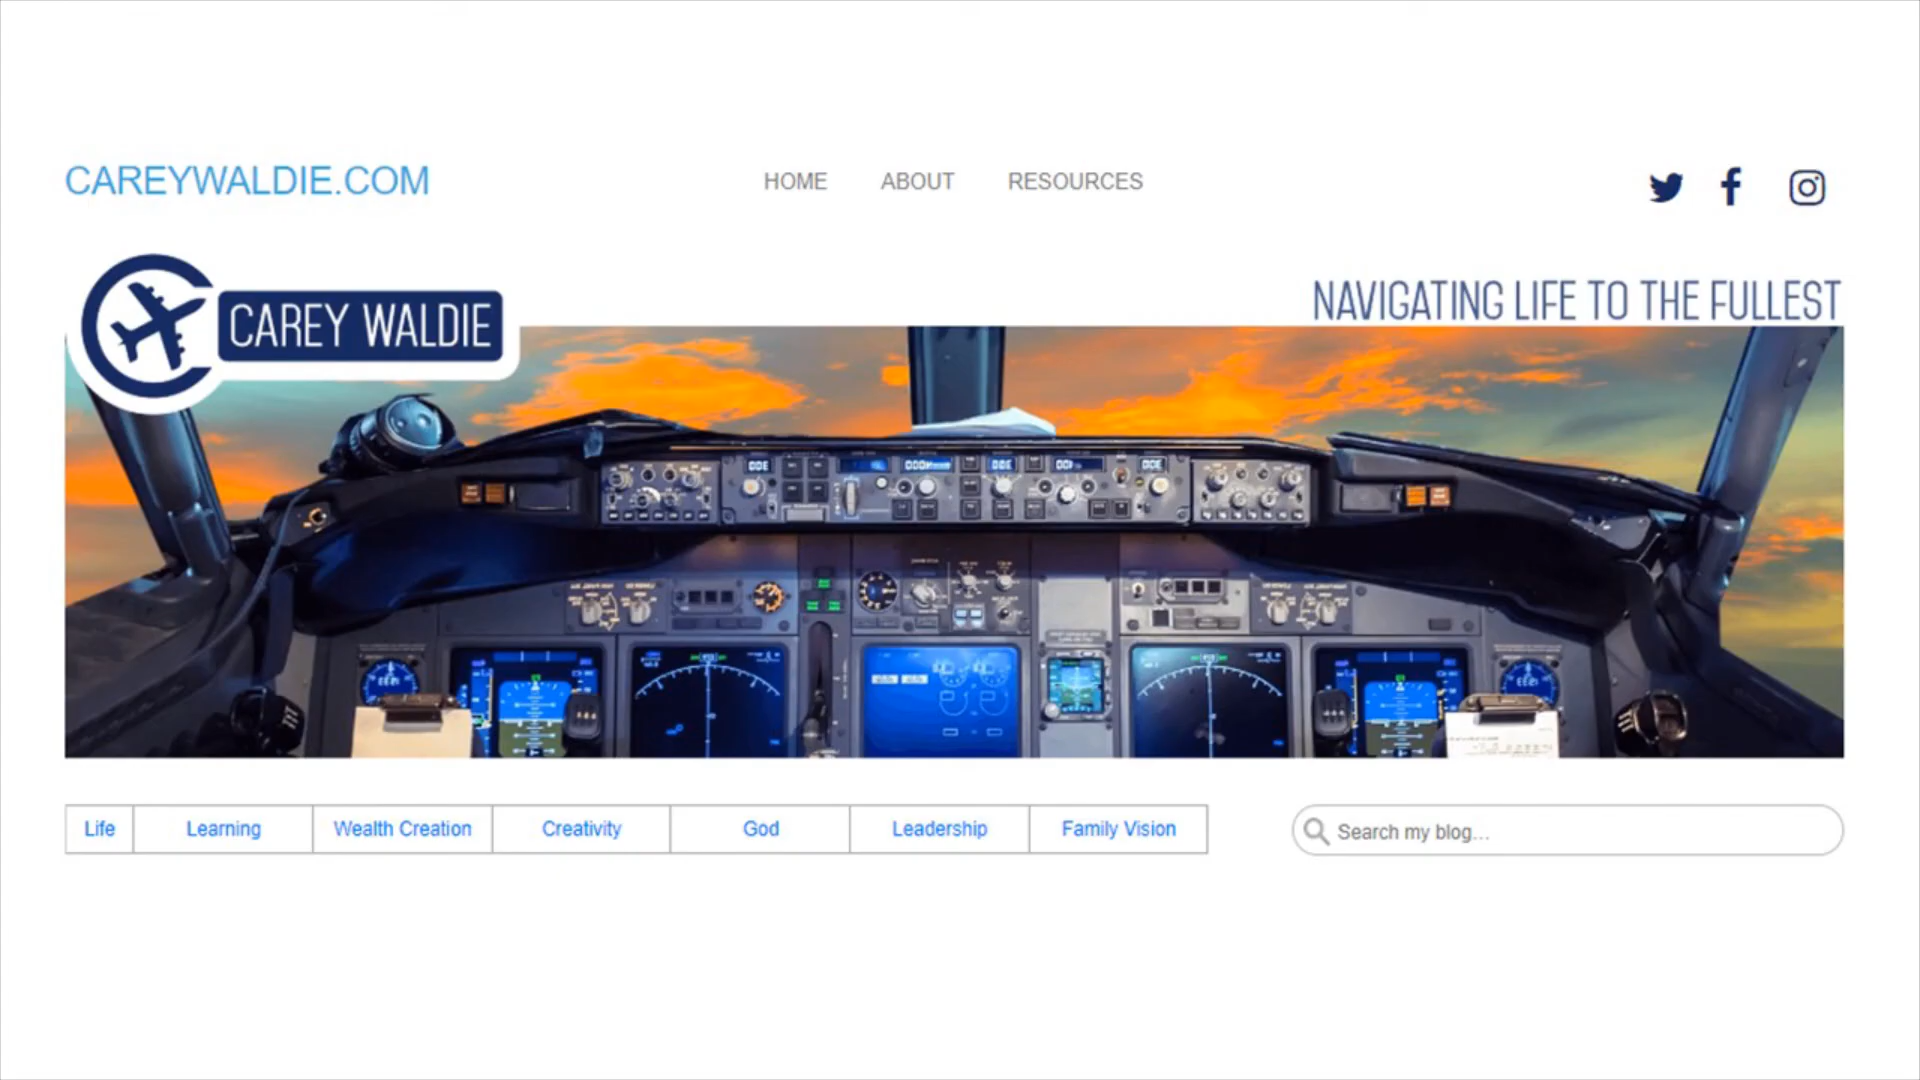 CAREYWALDIE.COM
HOME ABOUT RESOURCES
CAREY WALDIE
NAVIGATING LIFE TO THE FULLEST
Life Learning Wealth Creation Creativity God Leadership Family Vision
Search my blog...